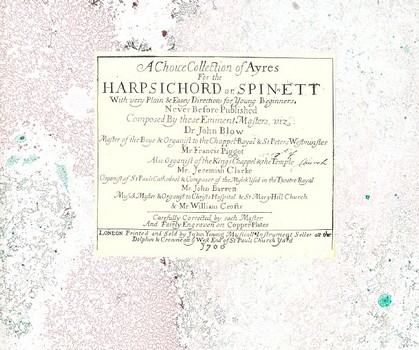 A Choice Collection of Ayres
For the
HARPSICHORD or SPINETT
With very Plain & Easey Directions for Young Beginners,
Never Before Published
Composed By those Eminent Masters, viz.
Dr John Blow
Master of the Boys & Organist to the Chappel Royal & St Peters Westminster
Mr Francis Piggot
Also Organist of the Kings Chappel & the Temple Church
Mr Jeremiah Clarke
Organist of St Pauls Cathedral & Composer of the Musick Used in the Theatre Royal
Mr John Barrett
Musick Master & Organist to Christs Hospital & St Mary Hill Church
& Mr William Crofts
Carefully Corrected by each Master
And Fairly Engraven on Copper Plates
LONDON Printed and Sold by John Young Musicall Instrument Seller at the
Dolphin & Crowne at ye West End of St Pauls Church Yard
1700